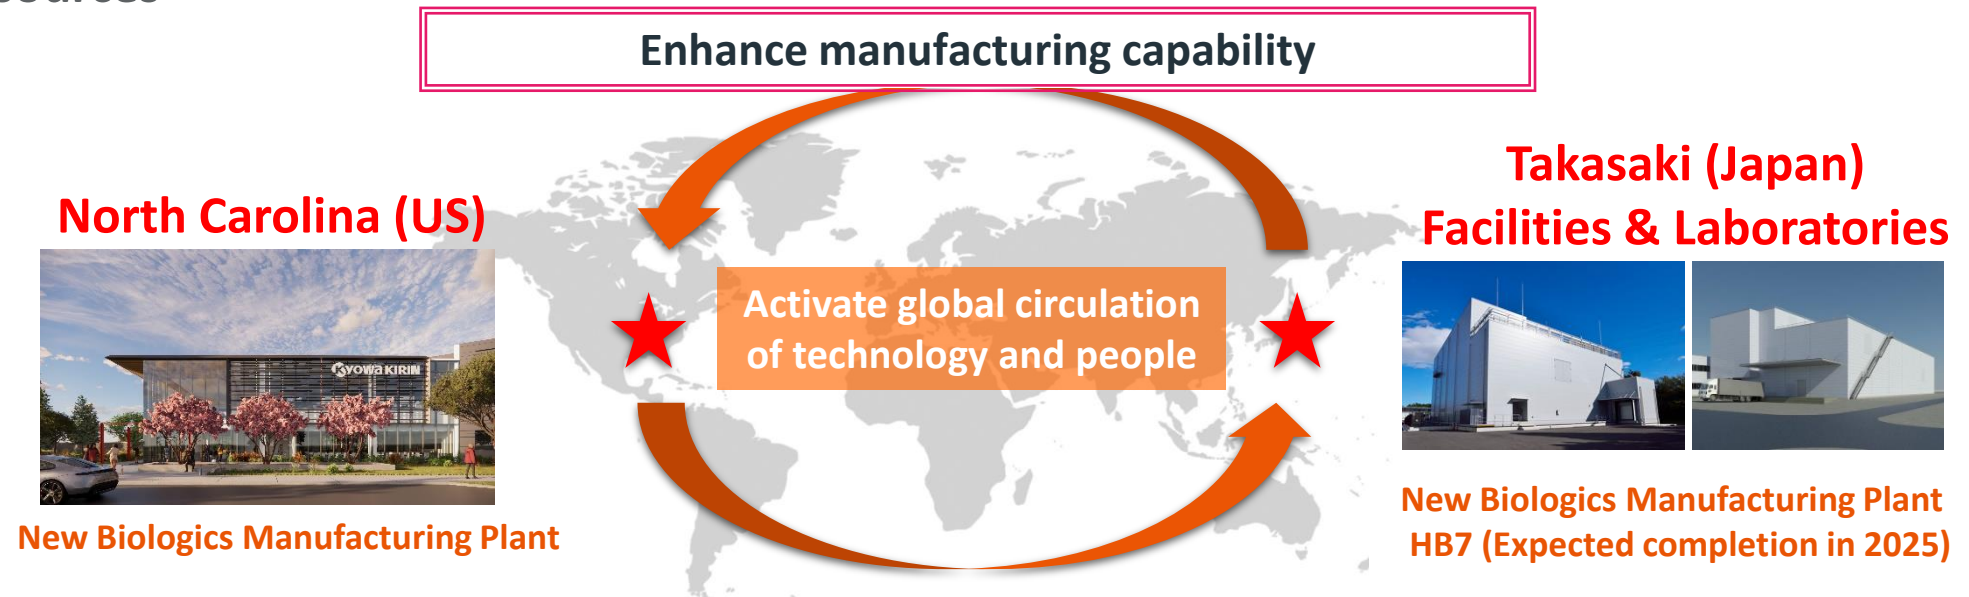 Enhance manufacturing capability
North Carolina (US)
Takasaki (Japan)
Facilities & Laboratories
Activate global circulation
of technology and people
Kyowa KIRIN
New Biologics Manufacturing Plant
New Biologics Manufacturing Plant
HB7 (Expected completion in 2025)